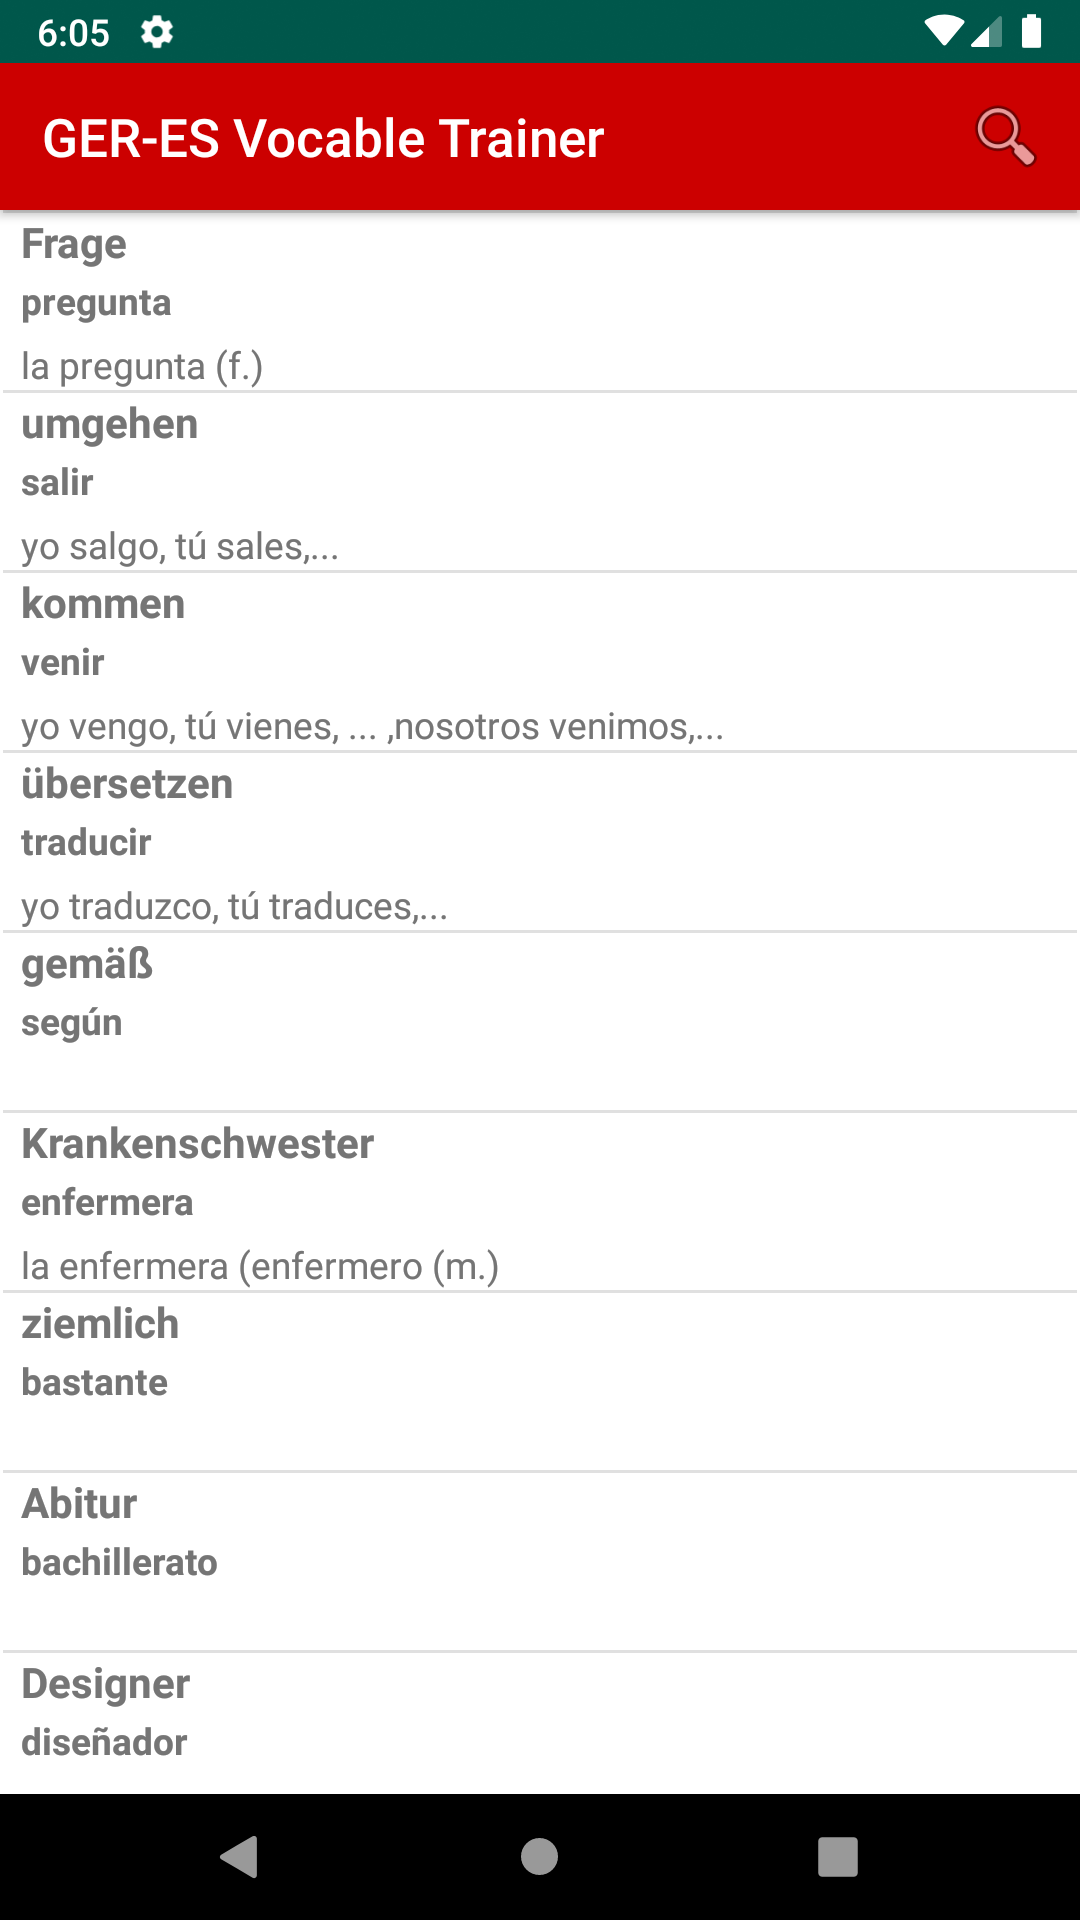 6:05
GER-ES Vocable Trainer
Frage
pregunta
la pregunta (f.)
umgehen
salir
yo salgo, tú sales,...
kommen
venir
yo vengo, tú vienes, ... ,nosotros venimos,...
übersetzen
traducir
yo traduzco, tú traduces,...
gemäß
según
Krankenschwester
enfermera
la enfermera (enfermero (m.)
ziemlich
bastante
Abitur
bachillerato
Designer
diseñador